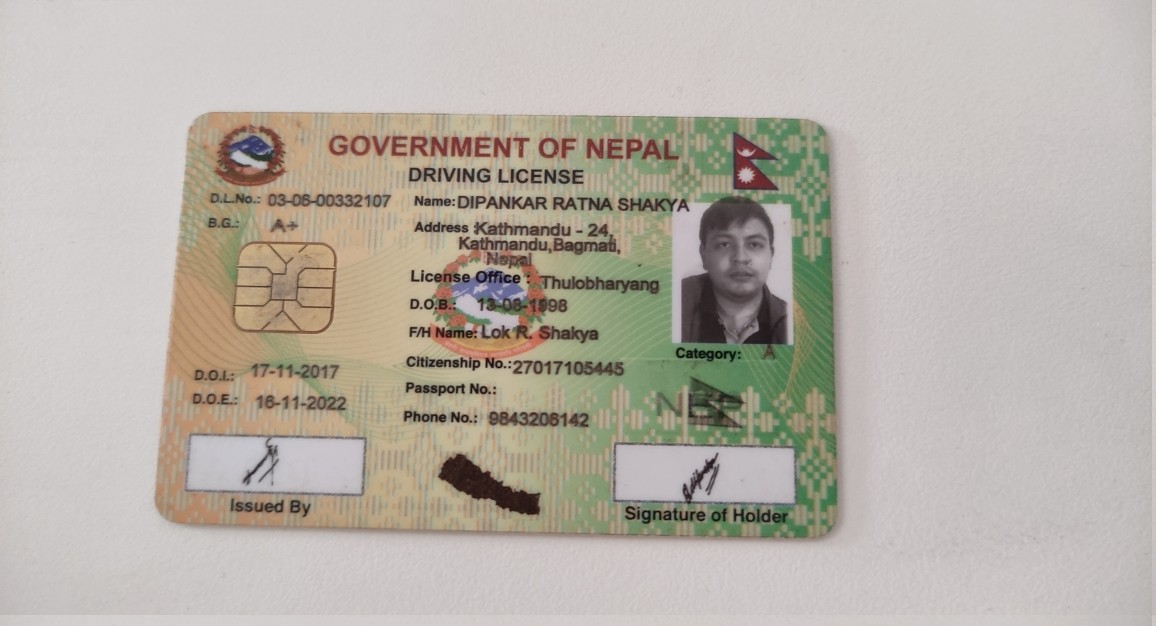 GOVERNMENT OF NEPAL
DRIVING LICENSE
D.L.No.: 03-06-00332107
B.G.: A+
Name: DIPANKAR RATNA SHAKYA
Address : Kathmandu - 24,
Kathmandu,Bagmati,
Nepal
License Office : Thulobharyang
D.O.B.: 13-08-1998
F/H Name: Lok R. Shakya
Category: A
Citizenship No.: 27017105445
D.O.I.: 17-11-2017
Passport No.:
D.O.E.: 16-11-2022
Phone No.: 9843206142
Issued By
Signature of Holder